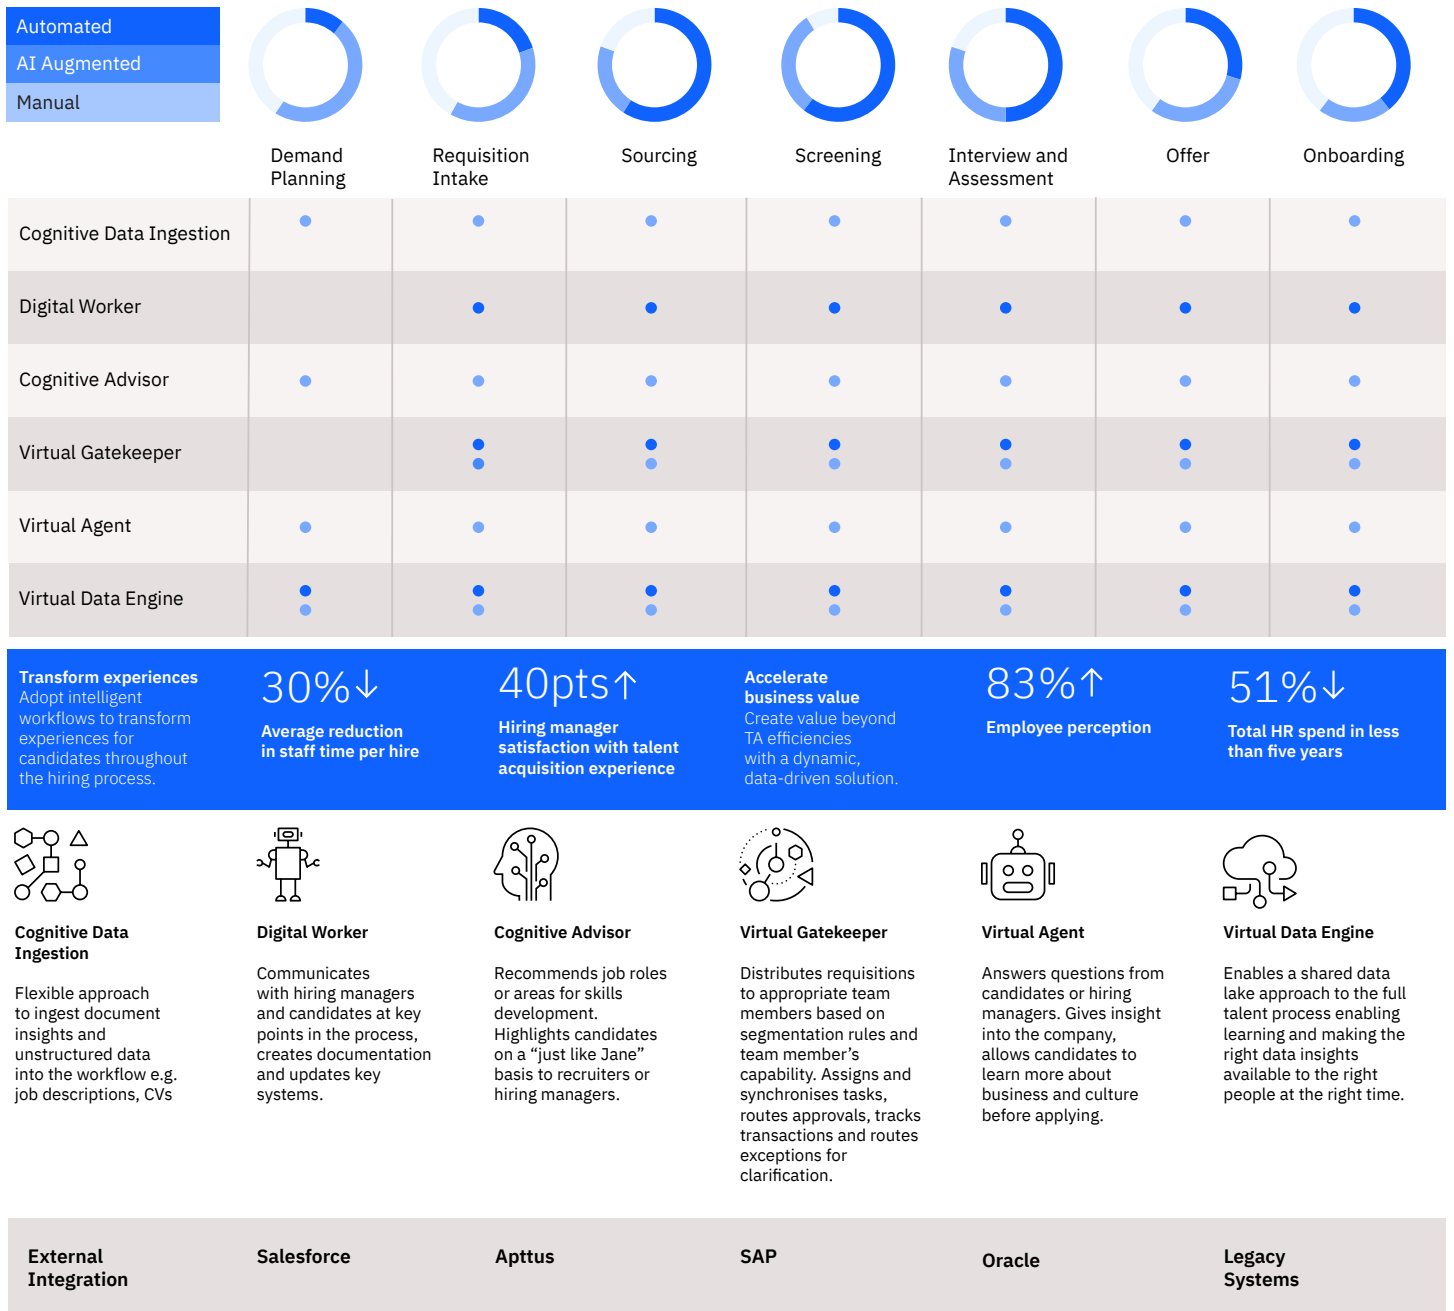 Automated
AI Augmented
Manual
Demand
Planning
Requisition
Intake
Sourcing
Screening
Interview and
Assessment
Offer
Onboarding
Cognitive Data Ingestion
Digital Worker
Cognitive Advisor
Virtual Gatekeeper
Virtual Agent
Virtual Data Engine
Transform experiences
Adopt intelligent
workflows to transform
experiences for
candidates throughout
the hiring process.
30%↓
Average reduction
in staff time per hire
40pts↑
Hiring manager
satisfaction with talent
acquisition experience
Accelerate
business value
Create value beyond
TA efficiencies
with a dynamic,
data-driven solution.
83%↑
Employee perception
51%↓
Total HR spend in less
than five years
Cognitive Data
Ingestion
Flexible approach
to ingest document
insights and
unstructured data
into the workflow e.g.
job descriptions, CVs
Digital Worker
Communicates
with hiring managers
and candidates at key
points in the process,
creates documentation
and updates key
systems.
Cognitive Advisor
Recommends job roles
or areas for skills
development.
Highlights candidates
on a “just like Jane”
basis to recruiters or
hiring managers.
Virtual Gatekeeper
Distributes requisitions
to appropriate team
members based on
segmentation rules and
team member’s
capability. Assigns and
synchronises tasks,
routes approvals, tracks
transactions and routes
exceptions for
clarification.
Virtual Agent
Answers questions from
candidates or hiring
managers. Gives insight
into the company,
allows candidates to
learn more about
business and culture
before applying.
Virtual Data Engine
Enables a shared data
lake approach to the full
talent process enabling
learning and making the
right data insights
available to the right
people at the right time.
External
Integration
Salesforce
Apttus
SAP
Oracle
Legacy
Systems